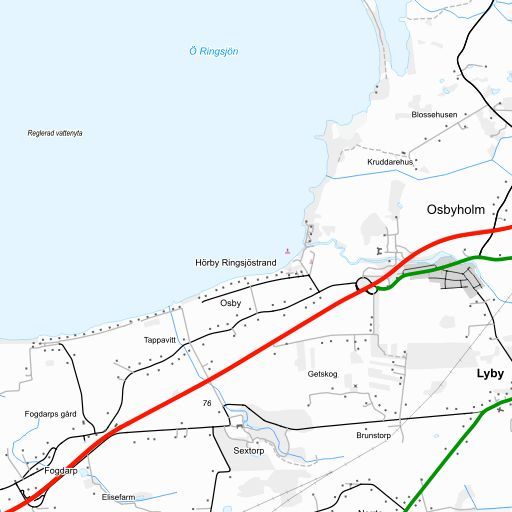 Ö Ringsjön
Blossehusen
Reglerad vattenyta
Kruddarehus
Osbyholm
Hörby Ringsjöstrand
Osby
Tappavitt
Getskog
Lyby
76
Fogdarps gård
Brunstorp
Sextorp
Fogdarp
Elisefarm